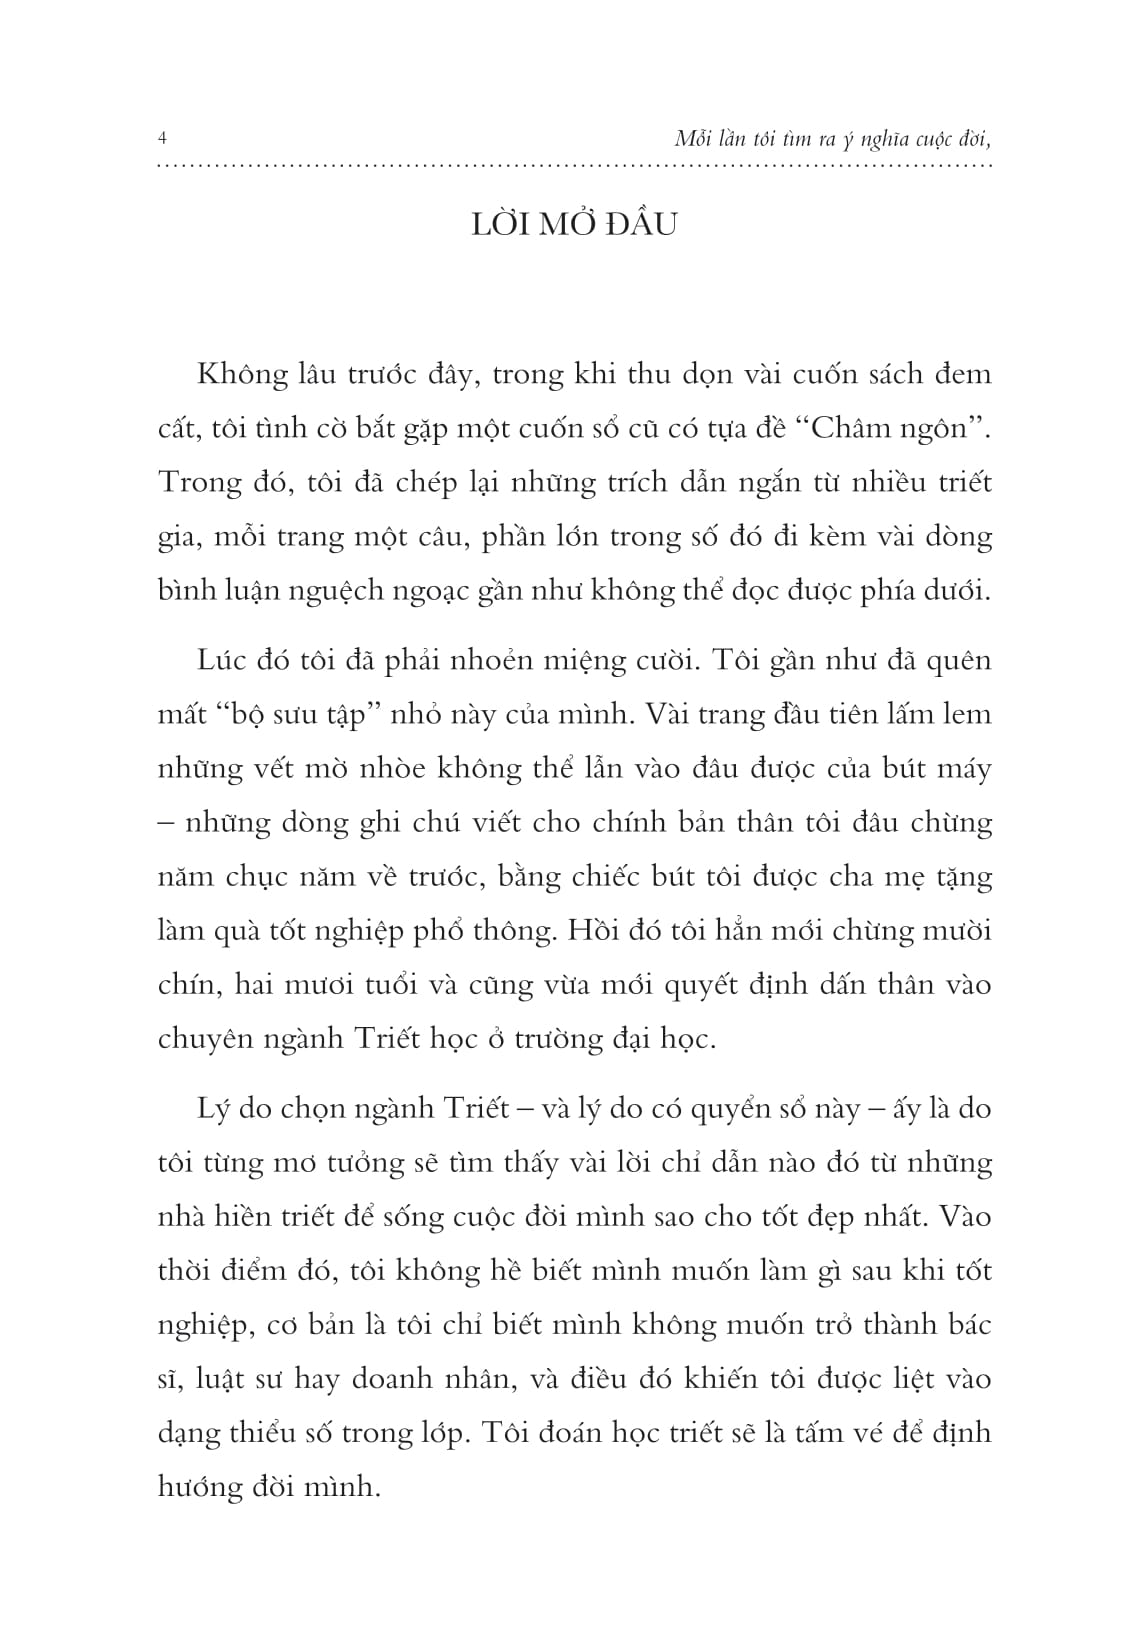 4
Mỗi lần tôi tìm ra ý nghĩa cuộc đời,
LỜI MỞ ĐẦU
Không lâu trước đây, trong khi thu dọn vài cuốn sách đem
cất, tôi tình cờ bắt gặp một cuốn sổ cũ có tựa đề “Châm ngôn”.
Trong đó, tôi đã chép lại những trích dẫn ngắn từ nhiều triết
gia, mỗi trang một câu, phần lớn trong số đó đi kèm vài dòng
bình luận nguệch ngoạc gần như không thể đọc được phía dưới.
Lúc đó tôi đã phải nhoẻn miệng cười. Tôi gần như đã quên
mất “bộ sưu tập” nhỏ này của mình. Vài trang đầu tiên lấm lem
những vết mờ nhòe không thể lẫn vào đâu được của bút máy
– những dòng ghi chú viết cho chính bản thân tôi đâu chừng
năm chục năm về trước, bằng chiếc bút tôi được cha mẹ tặng
làm quà tốt nghiệp phổ thông. Hồi đó tôi hẳn mới chừng mười
chín, hai mươi tuổi và cũng vừa mới quyết định dấn thân vào
chuyên ngành Triết học ở trường đại học.
Lý do chọn ngành Triết – và lý do có quyển sổ này – ấy là do
tôi từng mơ tưởng sẽ tìm thấy vài lời chỉ dẫn nào đó từ những
nhà hiền triết để sống cuộc đời mình sao cho tốt đẹp nhất. Vào
thời điểm đó, tôi không hề biết mình muốn làm gì sau khi tốt
nghiệp, cơ bản là tôi chỉ biết mình không muốn trở thành bác
sĩ, luật sư hay doanh nhân, và điều đó khiến tôi được liệt vào
dạng thiểu số trong lớp. Tôi đoán học triết sẽ là tấm vé để định
hướng đời mình.